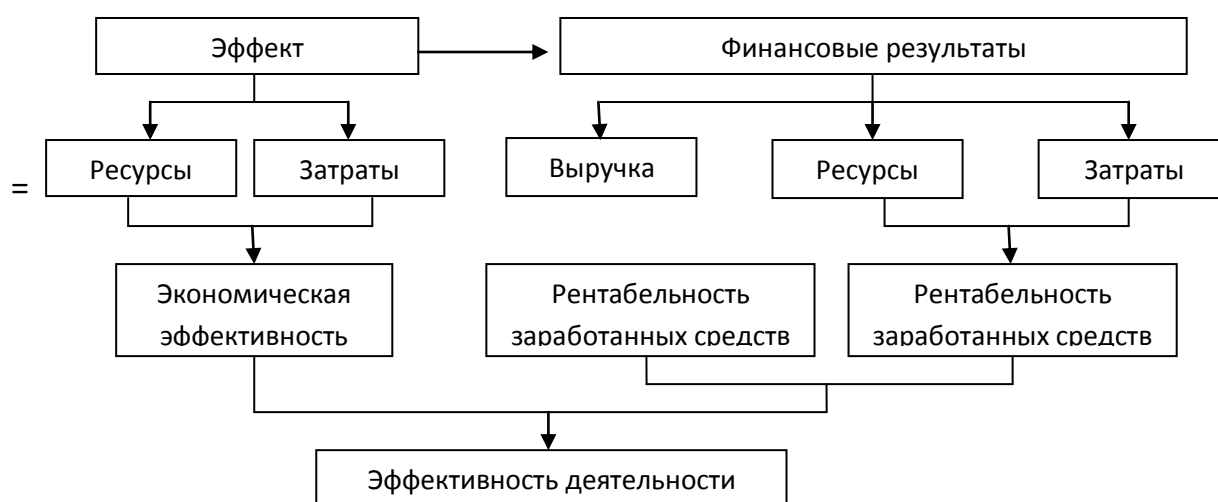 Эффект
Финансовые результаты
=
Ресурсы
Затраты
Выручка
Ресурсы
Затраты
Экономическая
эффективность
Рентабельность
заработанных средств
Рентабельность
заработанных средств
Эффективность деятельности